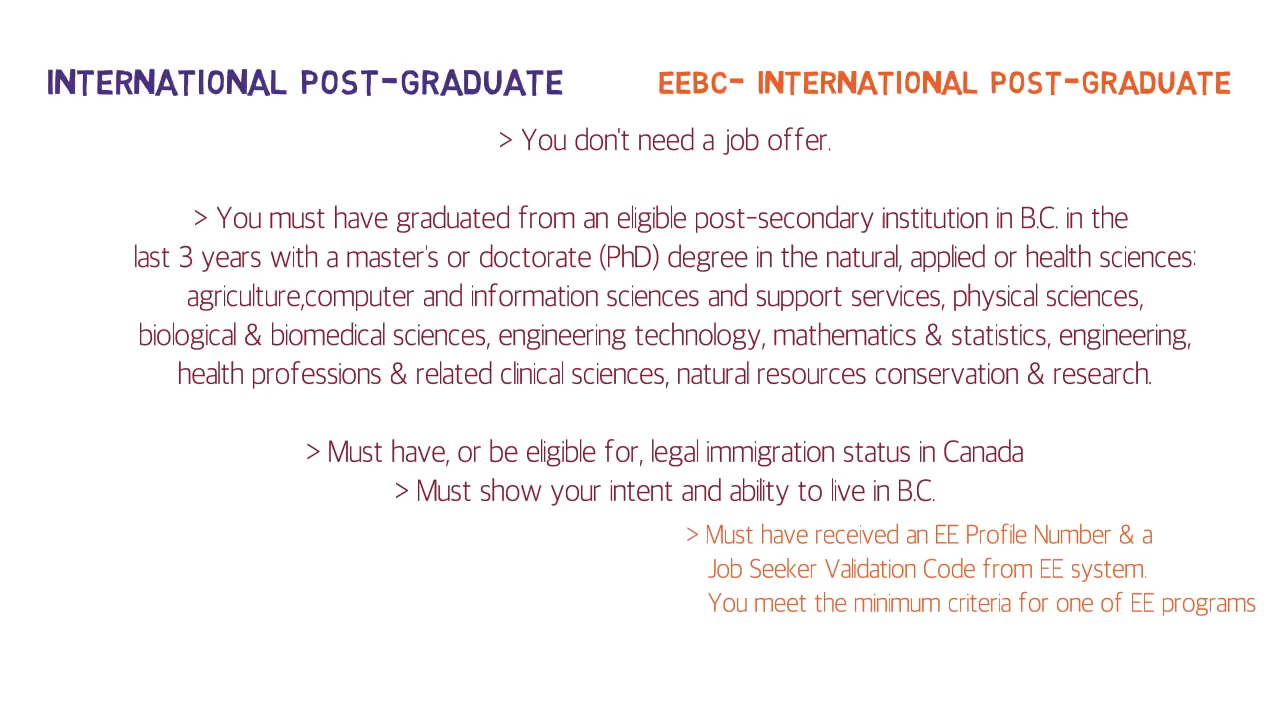 INTERNATIONAL POST-GRADUATE
EEBC- INTERNATIONAL POST-GRADUATE
> You don't need a job offer.
> You must have graduated from an eligible post-secondary institution in B.C. in the
last 3 years with a master's or doctorate (PhD) degree in the natural, applied or health sciences:
agriculture,computer and information sciences and support services, physical sciences,
biological & biomedical sciences, engineering technology, mathematics & statistics, engineering,
health professions & related clinical sciences, natural resources conservation & research.
> Must have, or be eligible for, legal immigration status in Canada
> Must show your intent and ability to live in B.C.
> Must have received an EE Profile Number & a
Job Seeker Validation Code from EE system.
You meet the minimum criteria for one of EE programs